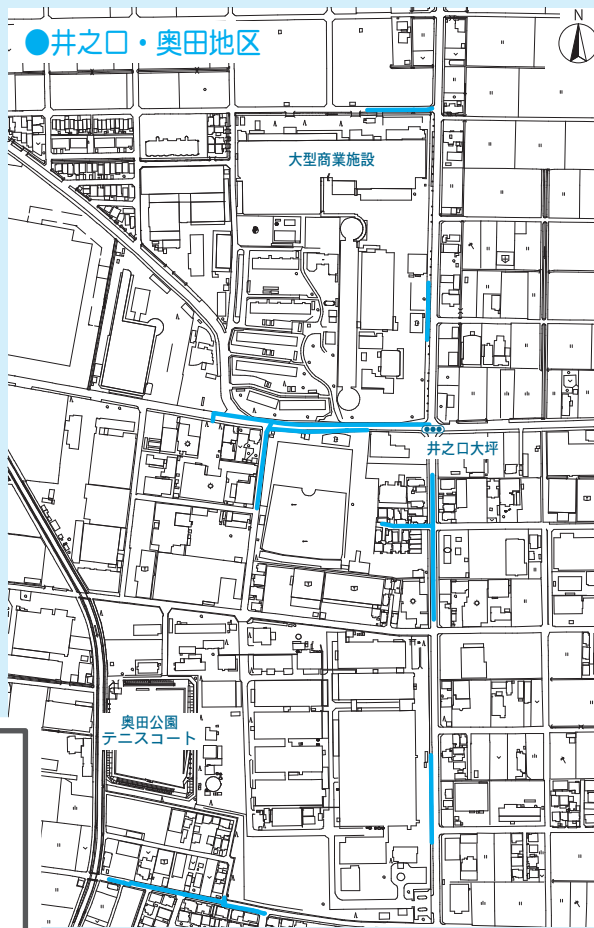 ●井之口・奥田地区
N
大型商業施設
井之口大坪
奥田公園
テニスコート